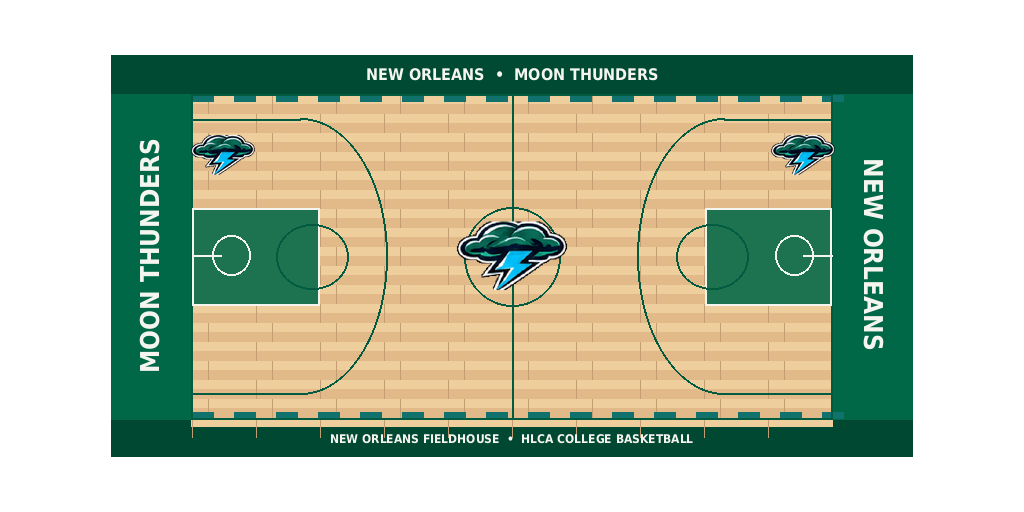 NEW ORLEANS • MOON THUNDERS
MOON THUNDERS
NEW ORLEANS
NEW ORLEANS FIELDHOUSE • HLCA COLLEGE BASKETBALL